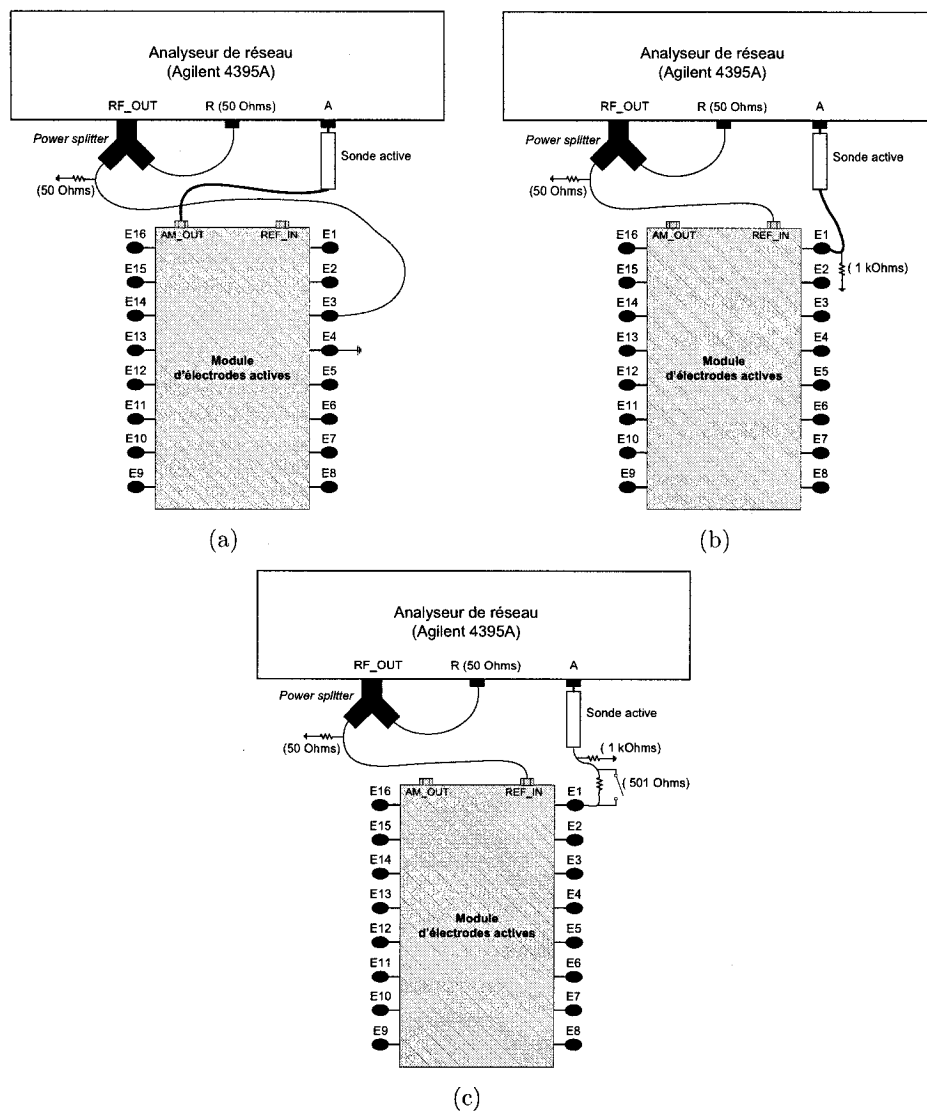 Analyseur de réseau
(Agilent 4395A)
RF_OUT
R (50 Ohms)
A
Power splitter
Sonde active
(50 Ohms)
AM_OUT
REF_IN
E16
E1
E15
E2
E14
E3
E13
E4
Module
d'électrodes actives
E12
E5
E11
E6
E10
E7
E9
E8
(a)
Analyseur de réseau
(Agilent 4395A)
RF_OUT
R (50 Ohms)
A
Power splitter
Sonde active
(50 Ohms)
AM_OUT
REF_IN
E16
E1
( 1 kOhms)
E15
E2
E14
E3
E13
E4
Module
d'électrodes actives
E12
E5
E11
E6
E10
E7
E9
E8
(b)
Analyseur de réseau
(Agilent 4395A)
RF_OUT
R (50 Ohms)
A
Power splitter
Sonde active
(50 Ohms)
( 1 kOhms)
( 501 Ohms)
AM_OUT
REF_IN
E16
E1
E15
E2
E14
E3
E13
E4
Module
d'électrodes actives
E12
E5
E11
E6
E10
E7
E9
E8
(c)